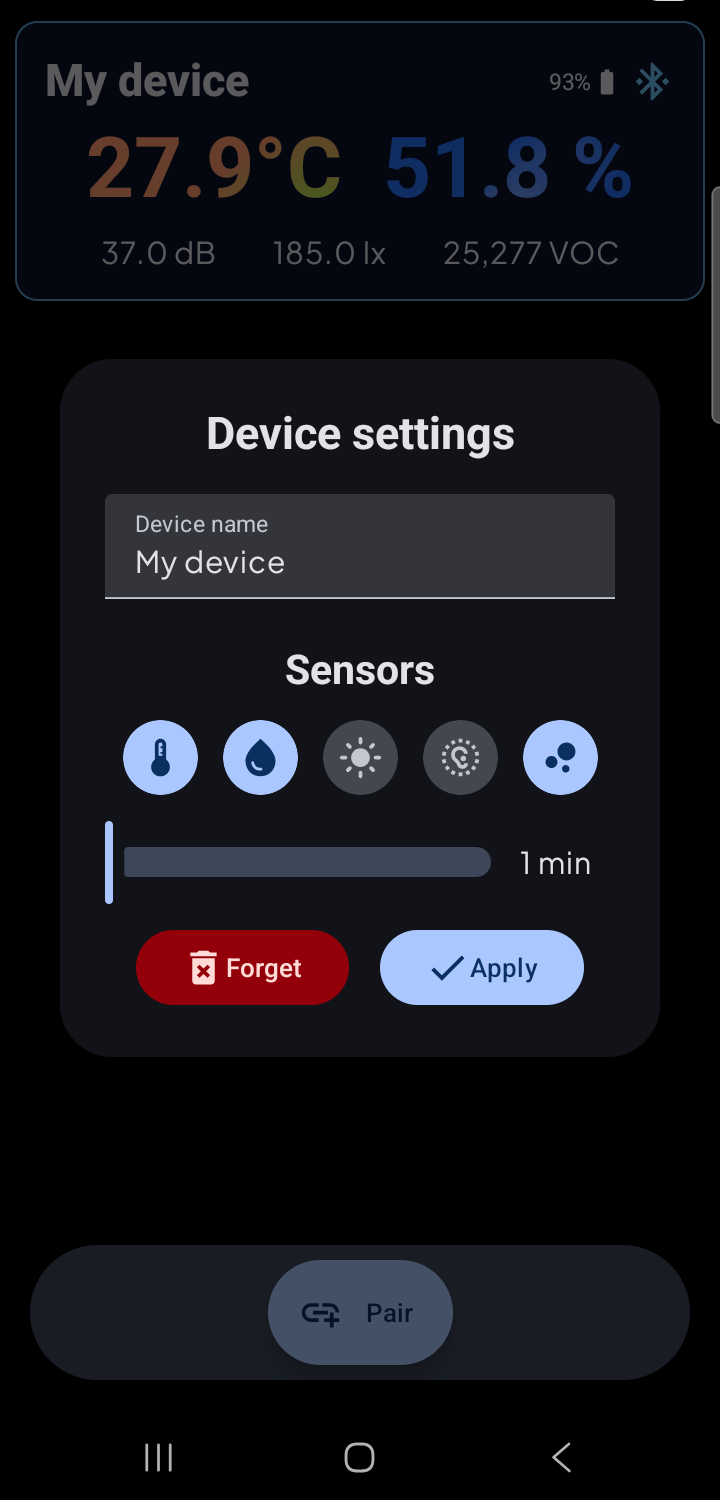 My device
93%
27.9°C 51.8 %
37.0 dB 185.0 lx 25,277 VOC
Device settings
Device name
My device
Sensors
1 min
Forget Apply
Pair